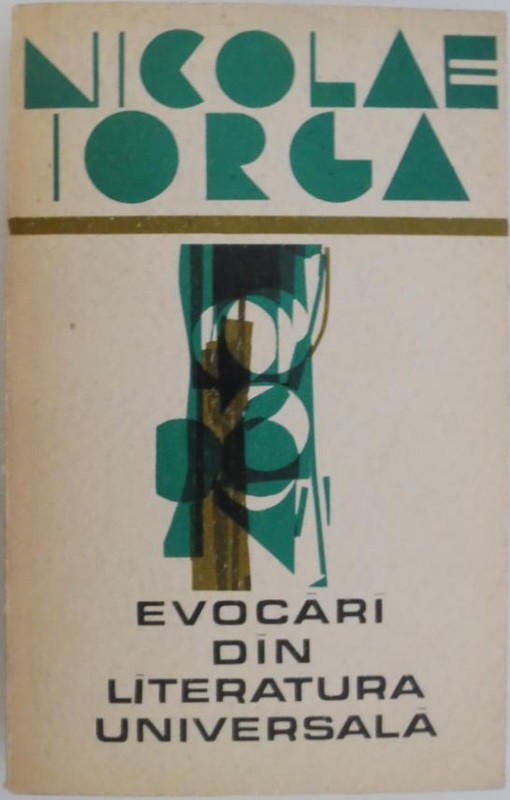 NICOLAE
IORGA
EVOCĂRI
DIN
LITERATURA
UNIVERSALĂ